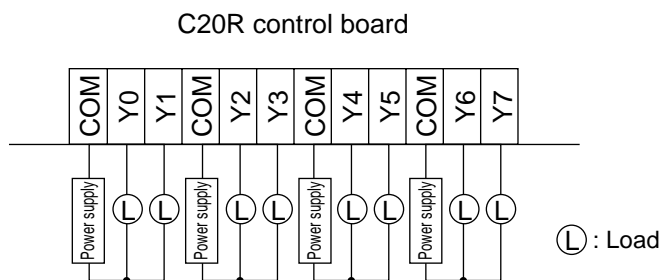 C20R control board
COM Y0 Y1 COM Y2 Y3 COM Y4 Y5 COM Y6 Y7
Power supply L L Power supply L L Power supply L L Power supply L L
L : Load